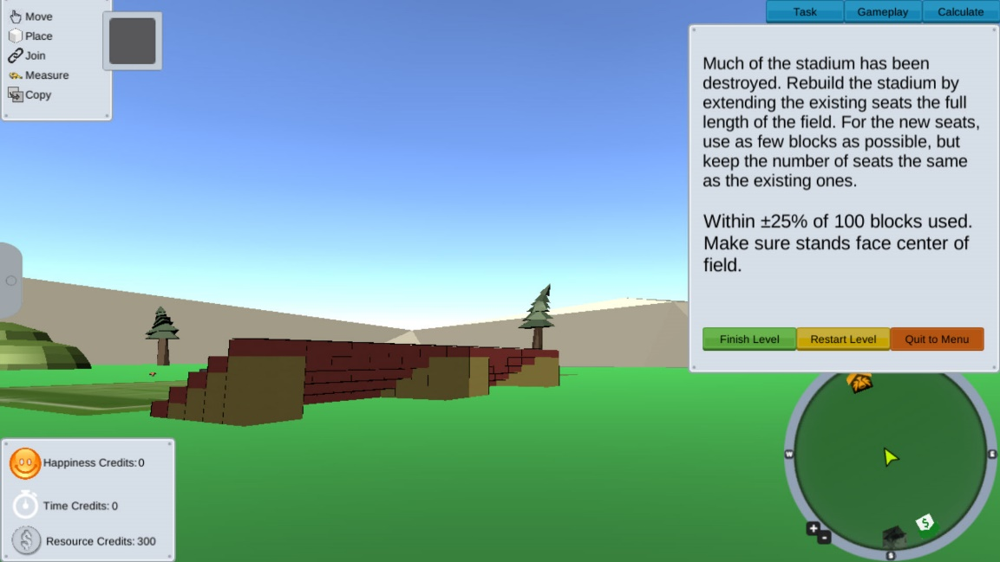 Move
Place
Join
Measure
Copy
Task
Gameplay
Calculate
Much of the stadium has been
destroyed. Rebuild the stadium by
extending the existing seats the full
length of the field. For the new seats,
use as few blocks as possible, but
keep the number of seats the same
as the existing ones.
Within ±25% of 100 blocks used.
Make sure stands face center of
field.
Finish Level
Restart Level
Quit to Menu
W
E
$
S
+
-
Happiness Credits:0
Time Credits: 0
$
Resource Credits: 300